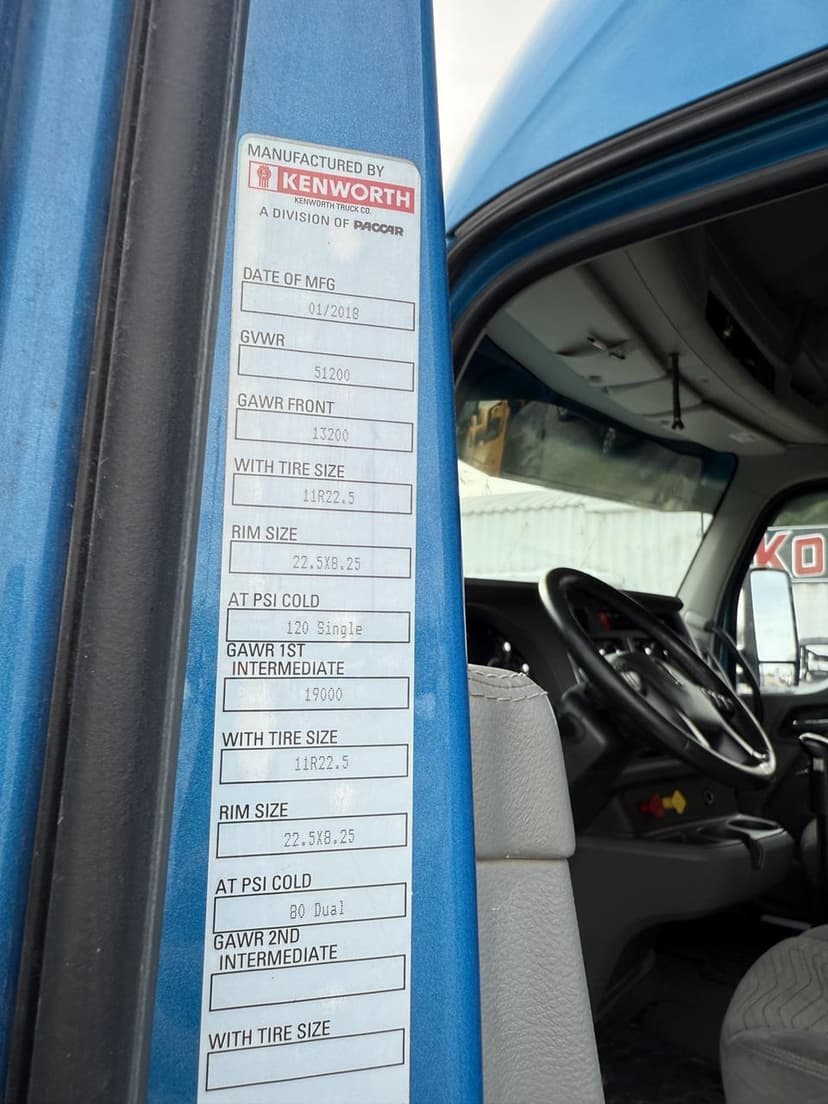 MANUFACTURED BY
KENWORTH
KENWORTH TRUCK CO.
A DIVISION OF PACCAR
DATE OF MFG
01/2018
GVWR
51200
GAWR FRONT
13200
WITH TIRE SIZE
11R22.5
RIM SIZE
22.5X8.25
AT PSI COLD
120 Single
GAWR 1ST
INTERMEDIATE
19000
WITH TIRE SIZE
11R22.5
RIM SIZE
22.5X8.25
AT PSI COLD
80 Dual
GAWR 2ND
INTERMEDIATE
WITH TIRE SIZE
KO